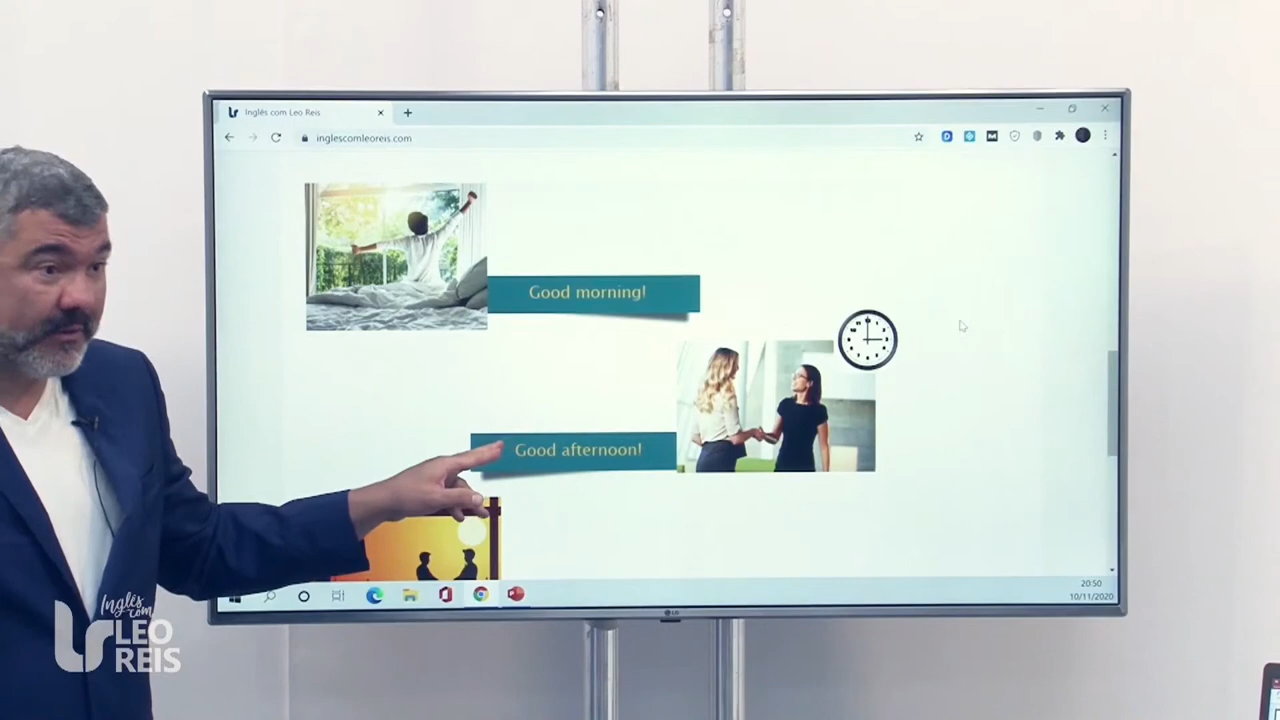 Inglês com Leo Reis
inglescomleoreis.com
Good morning!
Good afternoon!
20:50
10/11/2020
LG
Inglês
com
LEO
REIS